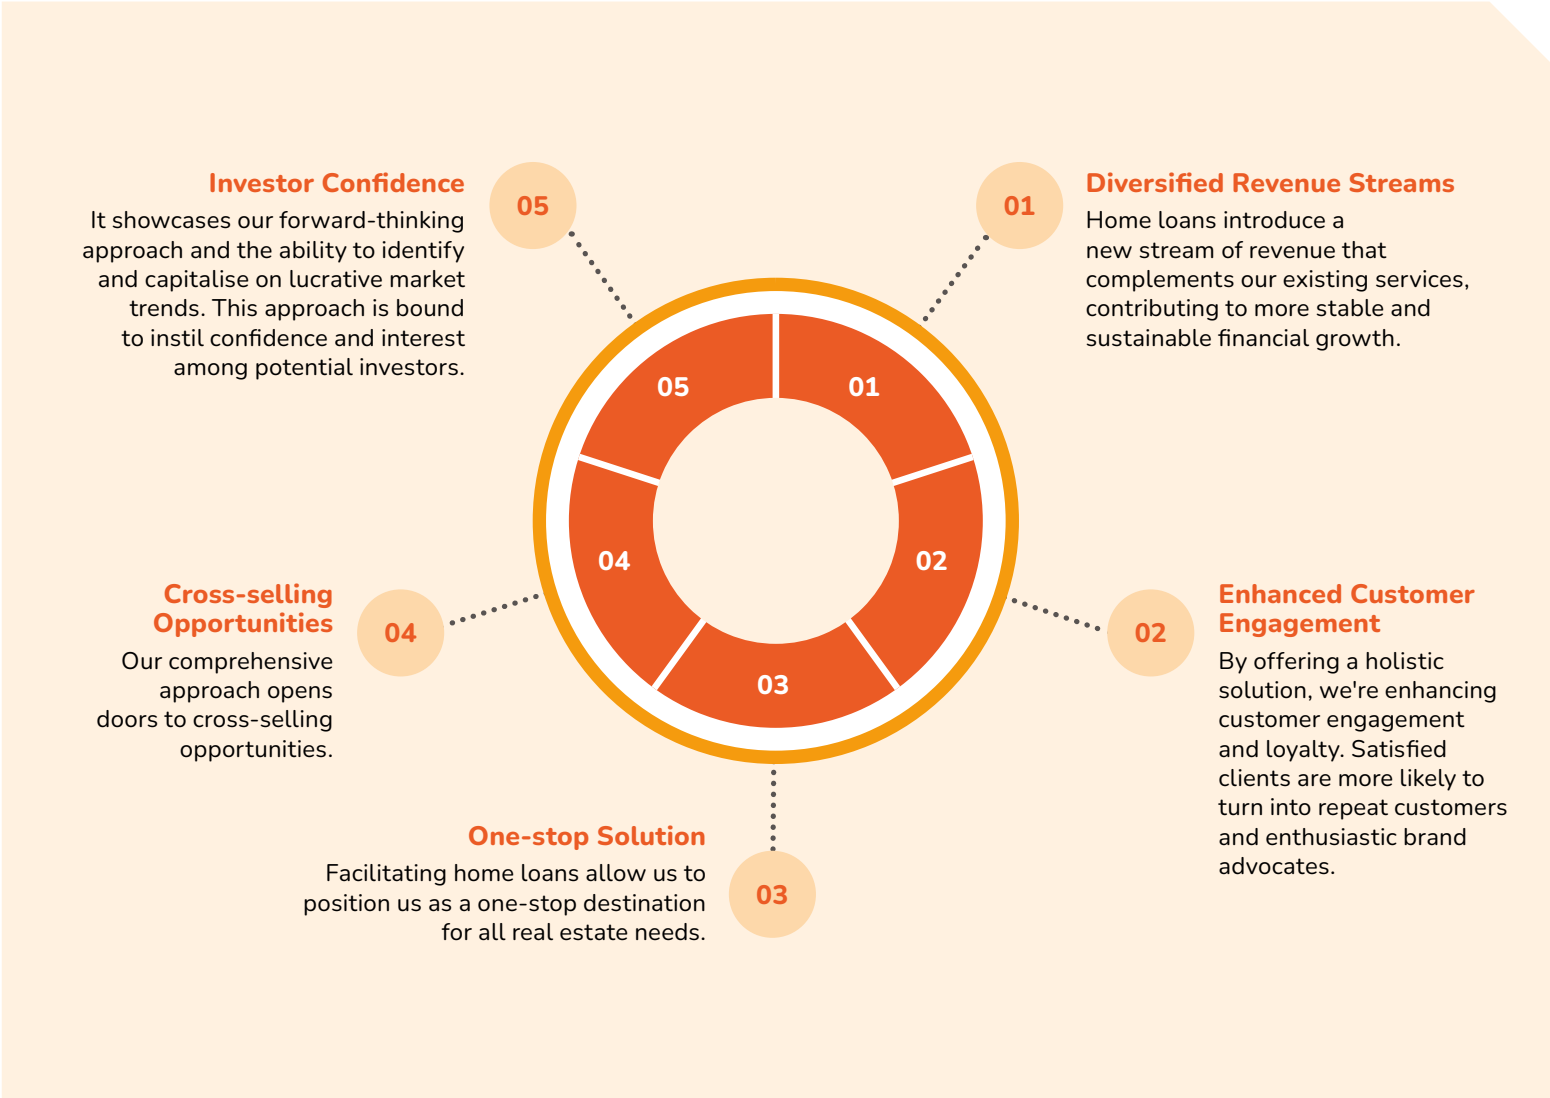 Investor Confidence
It showcases our forward-thinking
approach and the ability to identify
and capitalise on lucrative market
trends. This approach is bound
to instil confidence and interest
among potential investors.
05
01
Diversified Revenue Streams
Home loans introduce a
new stream of revenue that
complements our existing services,
contributing to more stable and
sustainable financial growth.
05
01
04
02
03
Cross-selling
Opportunities
Our comprehensive
approach opens
doors to cross-selling
opportunities.
04
02
Enhanced Customer
Engagement
By offering a holistic
solution, we're enhancing
customer engagement
and loyalty. Satisfied
clients are more likely to
turn into repeat customers
and enthusiastic brand
advocates.
One-stop Solution
Facilitating home loans allow us to
position us as a one-stop destination
for all real estate needs.
03